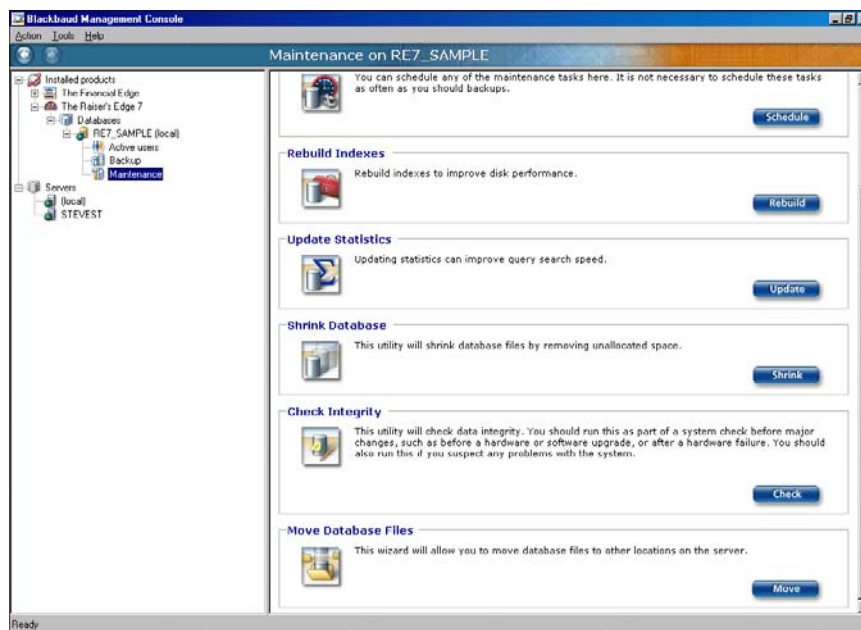 Blackbaud Management Console
Action Tools Help
Maintenance on RE7_SAMPLE
Installed products
The Financial Edge
The Raiser's Edge 7
Databases
RE7_SAMPLE (local)
Active users
Backup
Maintenance
Servers
(local)
STEVEST
You can schedule any of the maintenance tasks here. It is not necessary to schedule these tasks
as often as you should backups.
Schedule
Rebuild Indexes
Rebuild indexes to improve disk performance.
Rebuild
Update Statistics
Updating statistics can improve query search speed.
Update
Shrink Database
This utility will shrink database files by removing unallocated space.
Shrink
Check Integrity
This utility will check data integrity. You should run this as part of a system check before major
changes, such as before a hardware or software upgrade, or after a hardware failure. You should
also run this if you suspect any problems with the system.
Check
Move Database Files
This wizard will allow you to move database files to other locations on the server.
Move
Ready